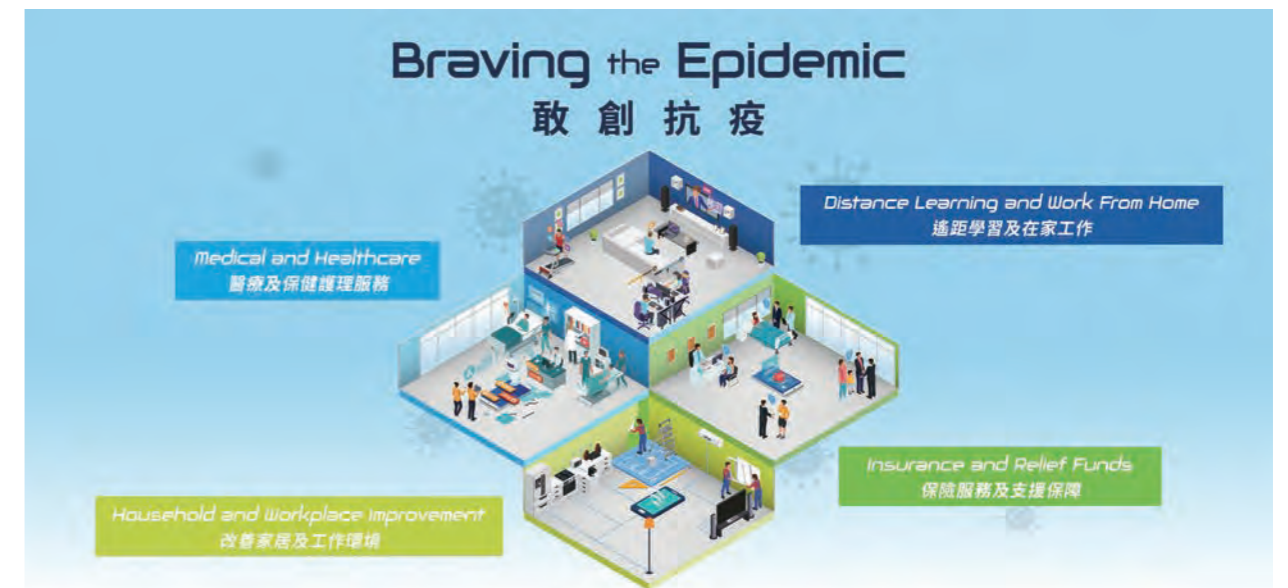 Braving the Epidemic
敢創抗疫
Distance Learning and Work From Home
遙距學習及在家工作
Medical and Healthcare
醫療及保健護理服務
Insurance and Relief Funds
保險服務及支援保障
Household and Workplace Improvement
改善家居及工作環境